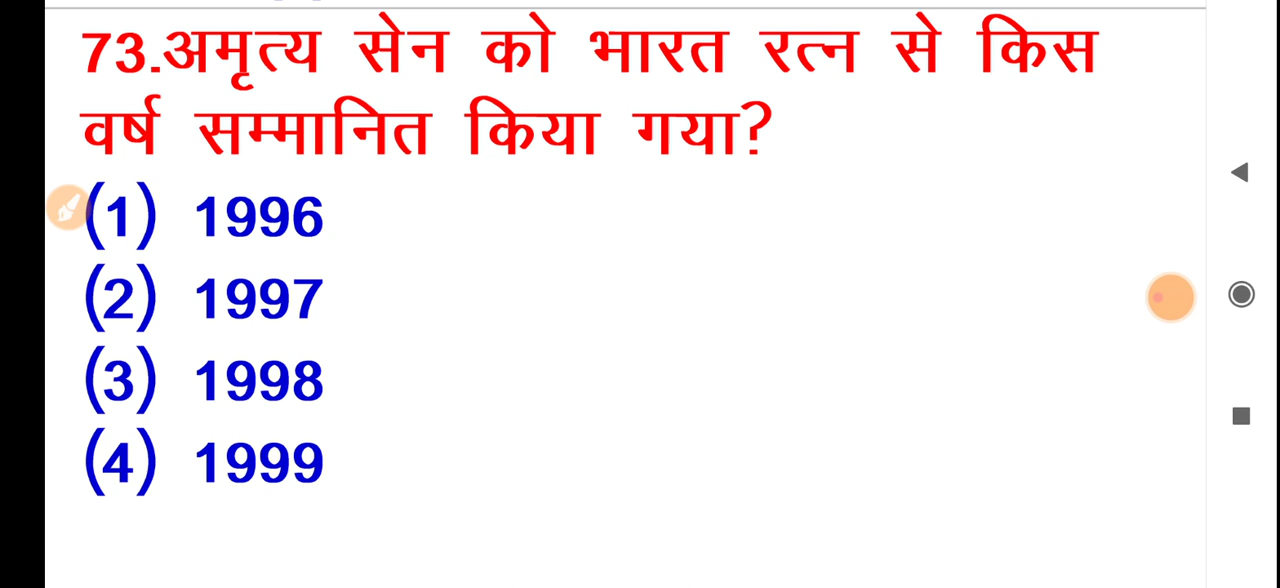 73.अमृत्य सेन को भारत रत्न से किस
वर्ष सम्मानित किया गया?
(1) 1996
(2) 1997
(3) 1998
(4) 1999